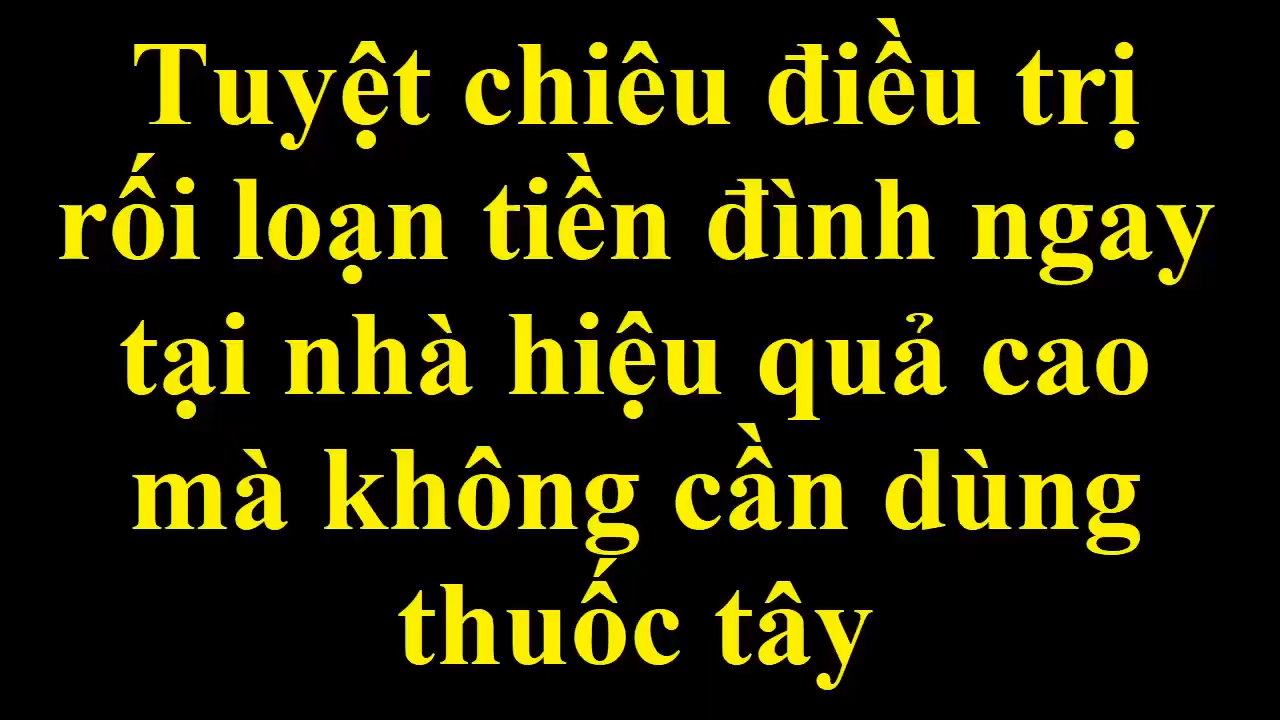 Tuyệt chiêu điều trị
rối loạn tiền đình ngay
tại nhà hiệu quả cao
mà không cần dùng
thuốc tây